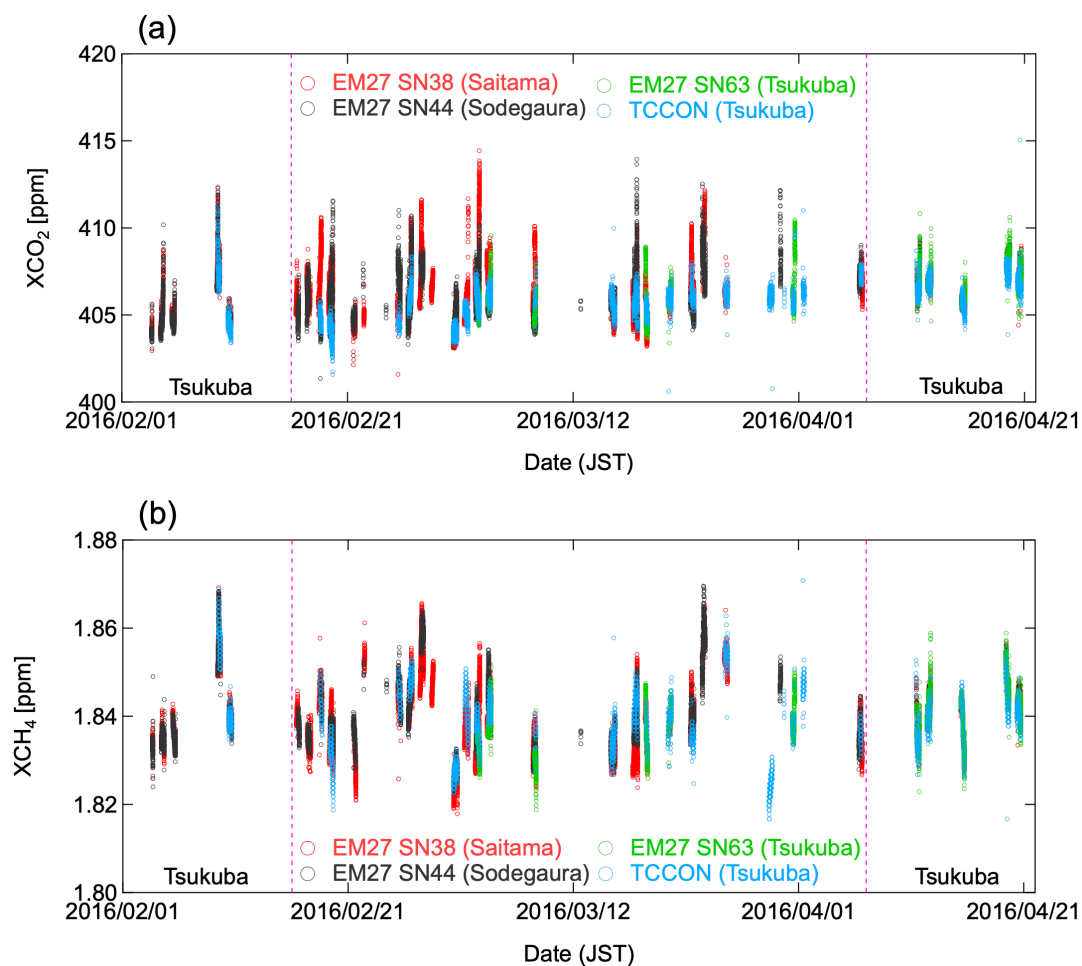 (a)
420
EM27 SN38 (Saitama)
EM27 SN63 (Tsukuba)
EM27 SN44 (Sodegaura)
TCCON (Tsukuba)
415
410
405
400
XCO2 [ppm]
Tsukuba
Tsukuba
2016/02/01
2016/02/21
2016/03/12
2016/04/01
2016/04/21
Date (JST)
(b)
1.88
1.86
1.84
1.82
1.80
XCH4 [ppm]
EM27 SN38 (Saitama)
EM27 SN63 (Tsukuba)
EM27 SN44 (Sodegaura)
TCCON (Tsukuba)
Tsukuba
Tsukuba
2016/02/01
2016/02/21
2016/03/12
2016/04/01
2016/04/21
Date (JST)